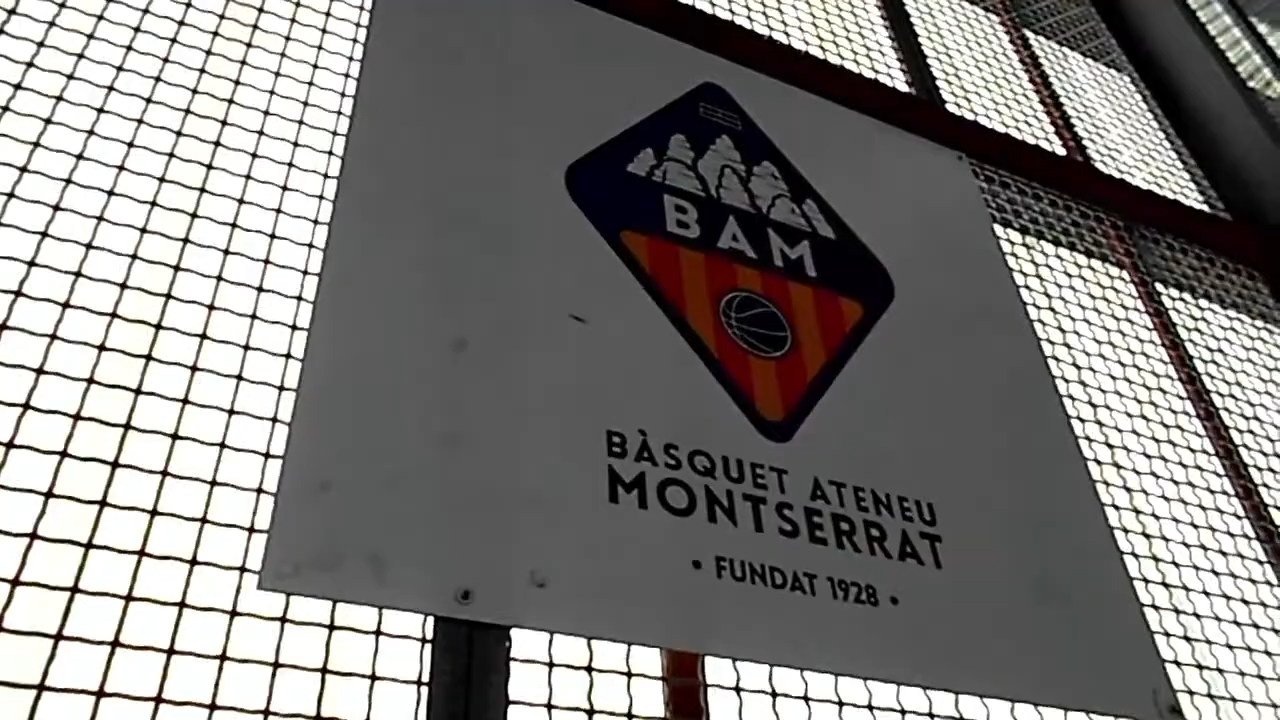 BAM
BÀSQUET ATENEU
MONTSERRAT
• FUNDAT 1928 •